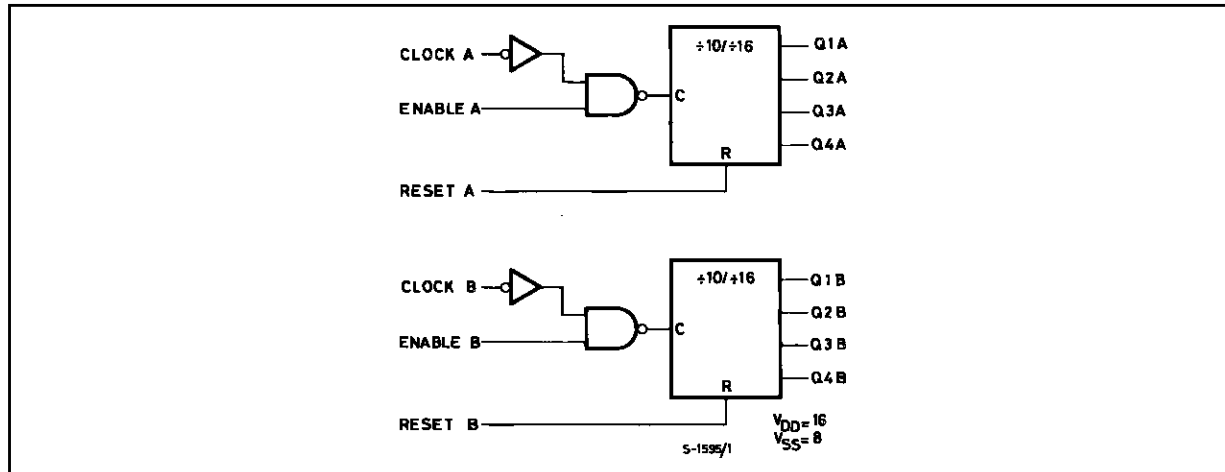 CLOCK A
÷10/÷16
Q1A
Q2A
ENABLE A
C
Q3A
Q4A
R
RESET A
CLOCK B
÷10/÷16
Q1B
Q2B
ENABLE B
C
Q3B
Q4B
R
RESET B
VDD=16
VSS=8
S-1595/1